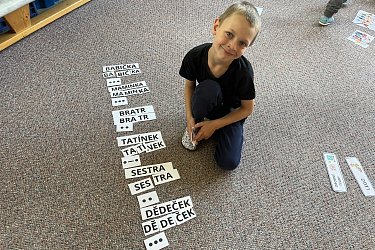 BABIČKA
BA BIČ KA
MAMINKA
MA MIN KA
BRATR
BRA TR
TATÍNEK
TA TÍ NEK
SESTRA
SES TRA
DĚDEČEK
DĚ DE ČEK